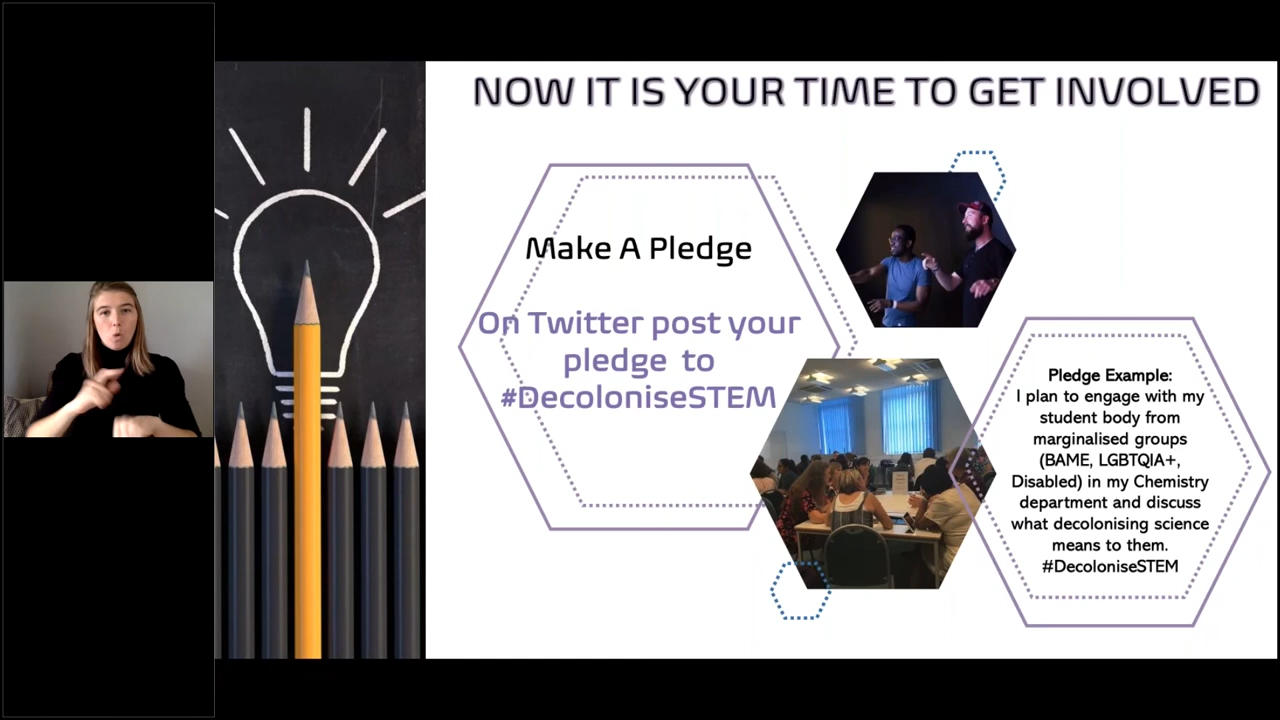 NOW IT IS YOUR TIME TO GET INVOLVED
Make A Pledge
On Twitter post your
pledge to
#DecoloniseSTEM
Pledge Example:
I plan to engage with my
student body from
marginalised groups
(BAME, LGBTQIA+,
Disabled) in my Chemistry
department and discuss
what decolonising science
means to them.
#DecoloniseSTEM